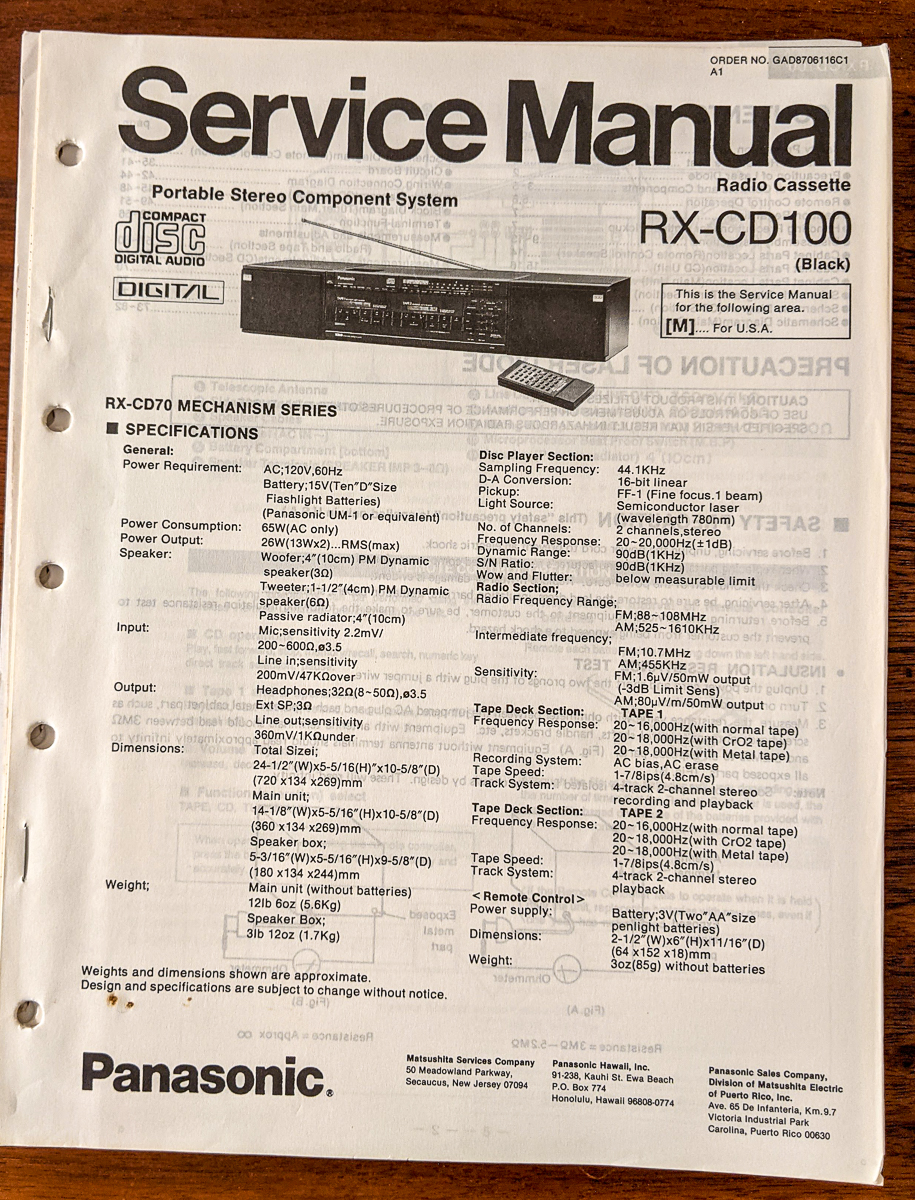 ORDER NO. GAD8706116C1
A1
Service Manual
Radio Cassette
Portable Stereo Component System
RX-CD100
(Black)
COMPACT
disc
DIGITAL AUDIO
DIGITAL
Panasonic
This is the Service Manual
for the following area.
[M].... For U.S.A.
RX-CD70 MECHANISM SERIES
■ SPECIFICATIONS
General:
Power Requirement: AC;120V,60Hz
Battery;15V(Ten"D"Size
Flashlight Batteries)
(Panasonic UM-1 or equivalent)
Power Consumption: 65W(AC only)
Power Output: 26W(13Wx2)...RMS(max)
Speaker: Woofer;4"(10cm) PM Dynamic
speaker(3Ω)
Tweeter;1-1/2"(4cm) PM Dynamic
speaker(6Ω)
Passive radiator;4"(10cm)
Input: Mic;sensitivity 2.2mV/
200~600Ω,ø3.5
Line in;sensitivity
200mV/47KΩover
Output: Headphones;32Ω(8~50Ω),ø3.5
Ext SP;3Ω
Line out;sensitivity
360mV/1KΩunder
Dimensions: Total Sizei;
24-1/2"(W)x5-5/16(H)"x10-5/8"(D)
(720 x134 x269)mm
Main unit;
14-1/8"(W)x5-5/16"(H)x10-5/8"(D)
(360 x134 x269)mm
Speaker box;
5-3/16"(W)x5-5/16"(H)x9-5/8"(D)
(180 x134 x244)mm
Weight; Main unit (without batteries)
12lb 6oz (5.6Kg)
Speaker Box;
3lb 12oz (1.7Kg)
Disc Player Section:
Sampling Frequency: 44.1KHz
D-A Conversion: 16-bit linear
Pickup: FF-1 (Fine focus.1 beam)
Light Source: Semiconductor laser
(wavelength 780nm)
No. of Channels: 2 channels,stereo
Frequency Response: 20~20,000Hz(±1dB)
Dynamic Range: 90dB(1KHz)
S/N Ratio: 90dB(1KHz)
Wow and Flutter: below measurable limit
Radio Section;
Radio Frequency Range;
FM;88~108MHz
AM;525~1610KHz
Intermediate frequency;
FM;10.7MHz
AM;455KHz
Sensitivity: FM;1.6µV/50mW output
(-3dB Limit Sens)
AM;80µV/m/50mW output
Tape Deck Section: TAPE 1
Frequency Response: 20~16,000Hz(with normal tape)
20~18,000Hz(with CrO2 tape)
20~18,000Hz(with Metal tape)
Recording System: AC bias,AC erase
Tape Speed: 1-7/8ips(4.8cm/s)
Track System: 4-track 2-channel stereo
recording and playback
Tape Deck Section: TAPE 2
Frequency Response: 20~16,000Hz(with normal tape)
20~18,000Hz(with CrO2 tape)
20~18,000Hz(with Metal tape)
Tape Speed: 1-7/8ips(4.8cm/s)
Track System: 4-track 2-channel stereo
playback
<Remote Control>
Power supply: Battery;3V(Two"AA"size
penlight batteries)
Dimensions: 2-1/2"(W)x6"(H)x11/16"(D)
(64 x152 x18)mm
Weight: 3oz(85g) without batteries
Weights and dimensions shown are approximate.
Design and specifications are subject to change without notice.
Panasonic®
Matsushita Services Company
50 Meadowland Parkway,
Secaucus, New Jersey 07094
Panasonic Hawaii, Inc.
91-238, Kauhi St. Ewa Beach
P.O. Box 774
Honolulu, Hawaii 96808-0774
Panasonic Sales Company,
Division of Matsushita Electric
of Puerto Rico, Inc.
Ave. 65 De Infanteria, Km.9.7
Victoria Industrial Park
Carolina, Puerto Rico 00630